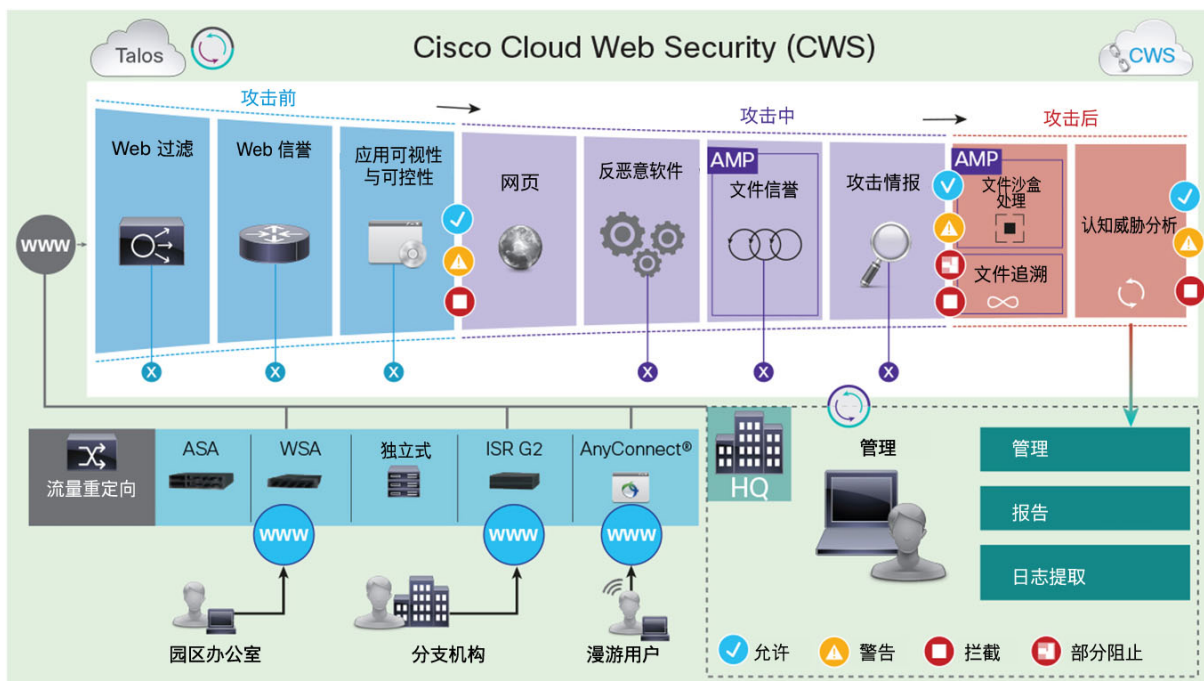 Talos
Cisco Cloud Web Security (CWS)
CWS
攻击前
攻击中
攻击后
Web 过滤
Web 信誉
应用可视性
与可控性
网页
反恶意软件
AMP
文件信誉
攻击情报
AMP
文件沙盒
处理
文件追溯
认知威胁分析
www
X
X
X
X
X
X
流量重定向
ASA
WSA
独立式
ISR G2
AnyConnect®
HQ
管理
管理
报告
日志提取
www
www
www
园区办公室
分支机构
漫游用户
允许
警告
拦截
部分阻止